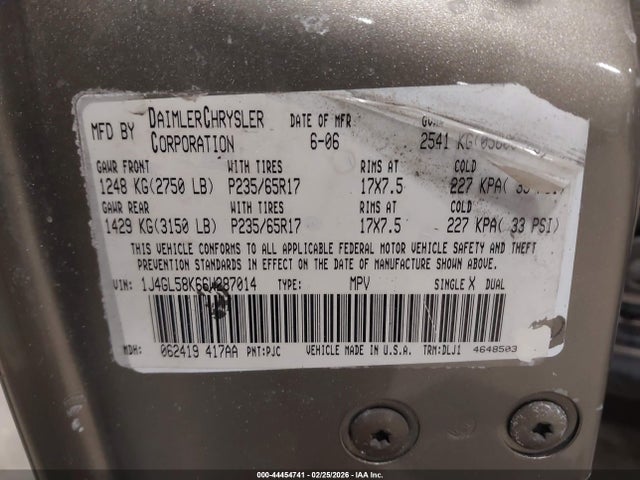 MFD BY DAIMLERCHRYSLER CORPORATION DATE OF MFR 6-06 2541 KG
GAWR FRONT WITH TIRES RIMS AT COLD
1248 KG(2750 LB) P235/65R17 17X7.5 227 KPA( 33 PSI)
GAWR REAR WITH TIRES RIMS AT COLD
1429 KG(3150 LB) P235/65R17 17X7.5 227 KPA( 33 PSI)
THIS VEHICLE CONFORMS TO ALL APPLICABLE FEDERAL MOTOR VEHICLE SAFETY AND THEFT
PREVENTION STANDARDS IN EFFECT ON THE DATE OF MANUFACTURE SHOWN ABOVE.
VIN: TYPE: MPV SINGLE X DUAL
MDH: 062419 417AA PNT:PJC VEHICLE MADE IN U.S.A. TRM:DLJ1 4648503
000-44454741 - 02/25/2026 - IAAI.com